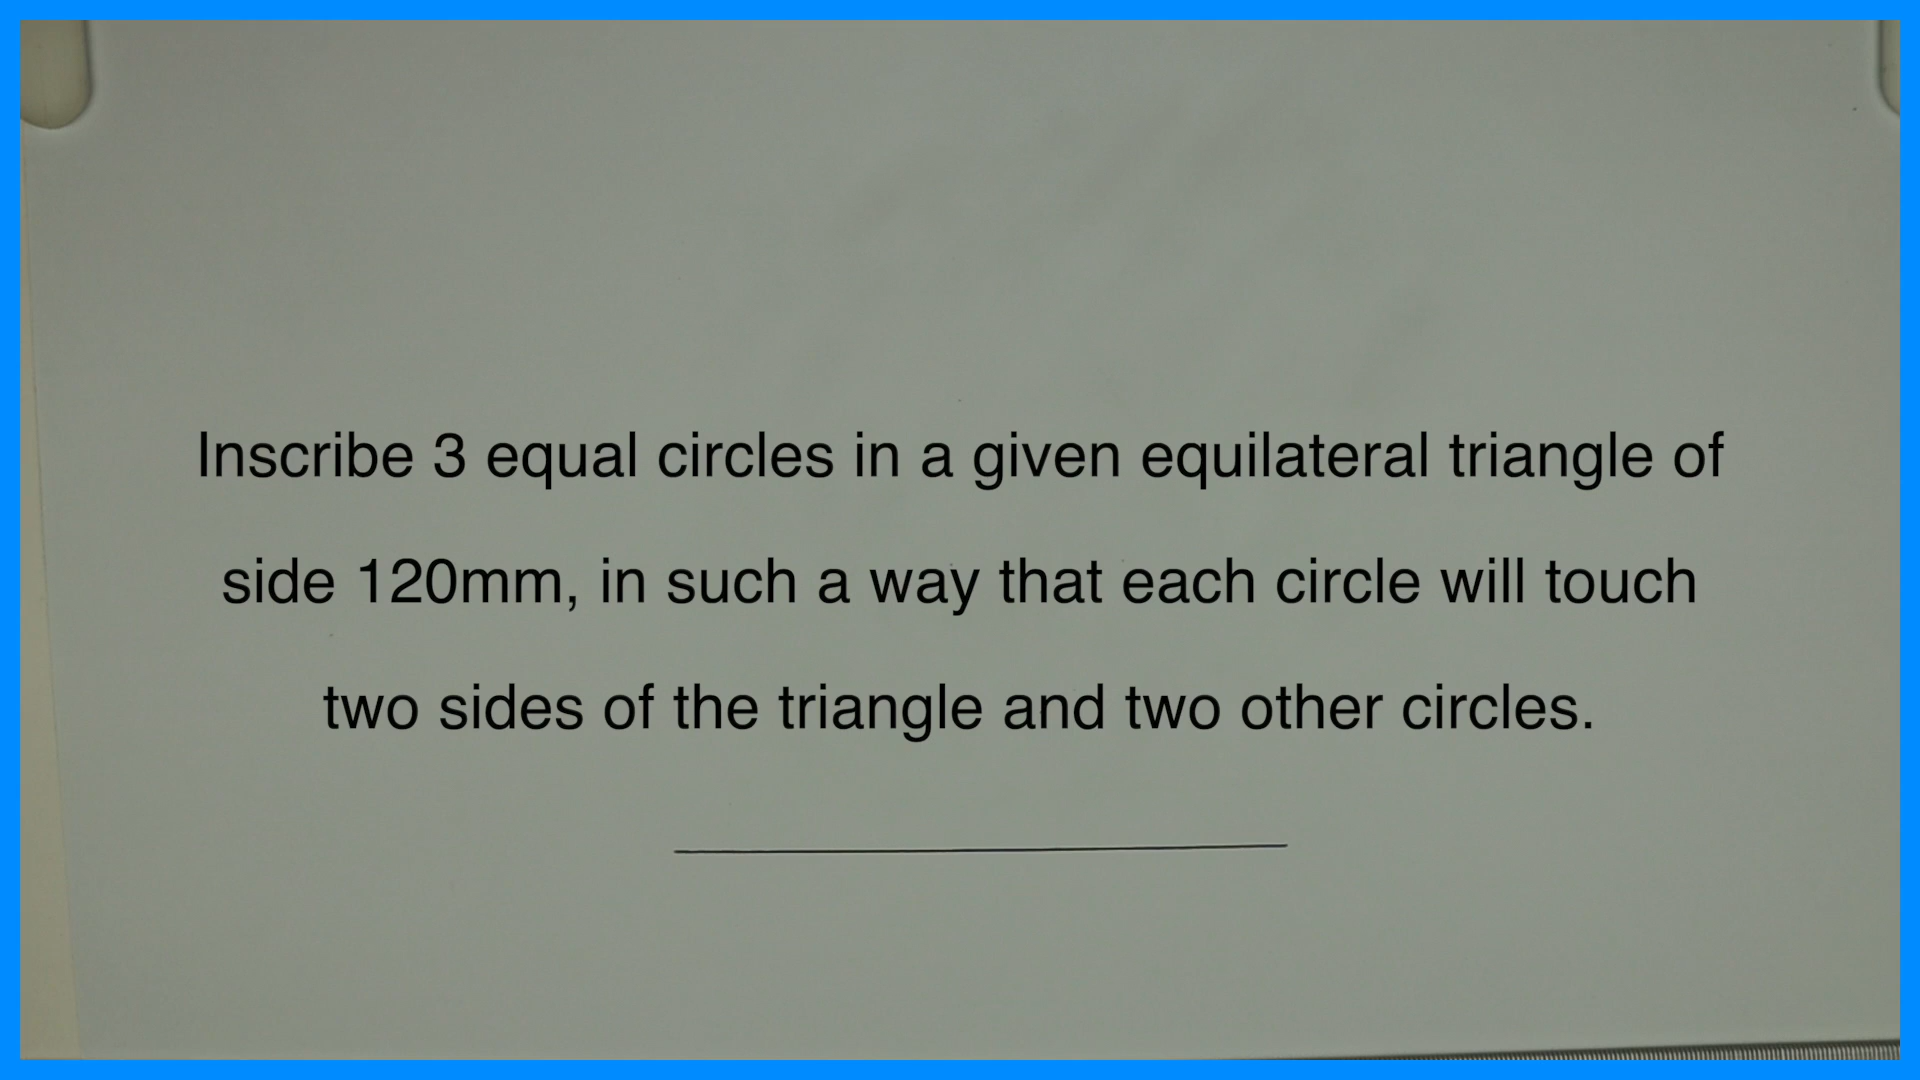 Inscribe 3 equal circles in a given equilateral triangle of
side 120mm, in such a way that each circle will touch
two sides of the triangle and two other circles.